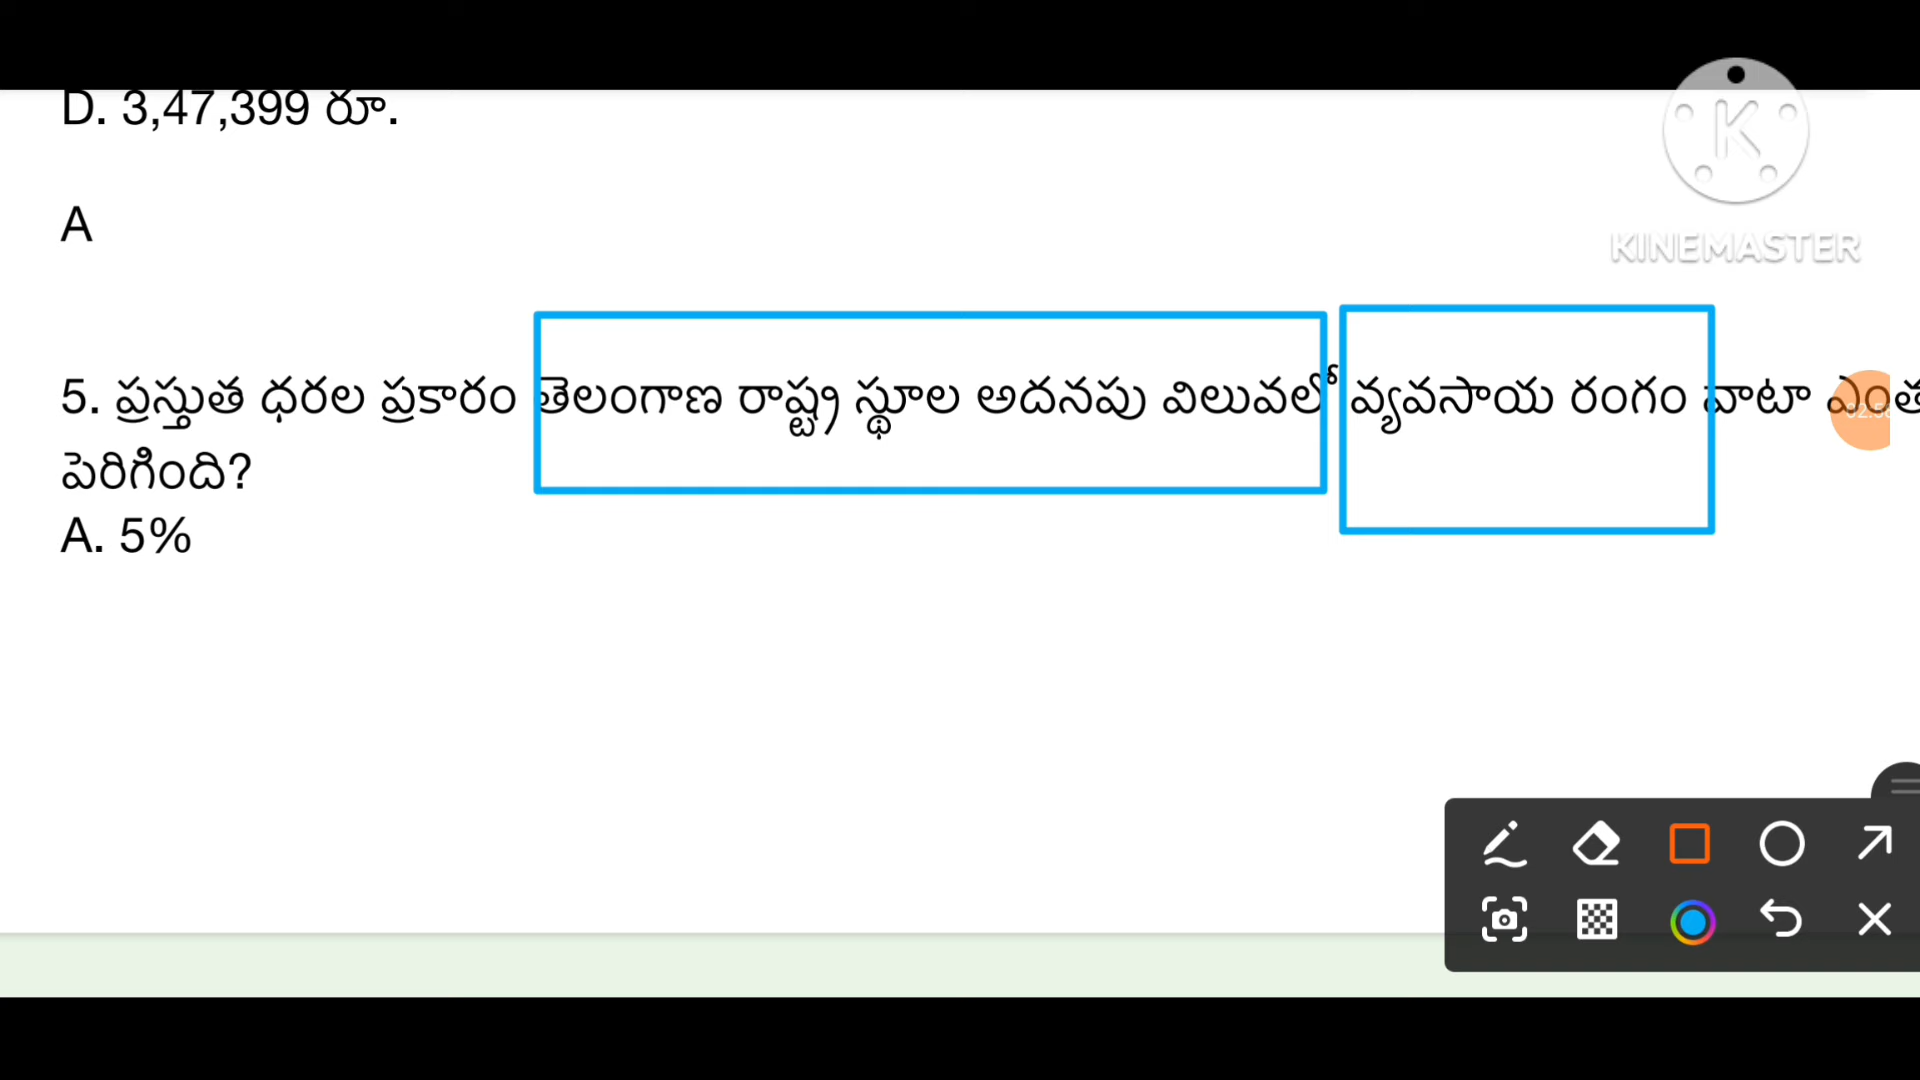 D. 3,47,399 రూ.
KINEMASTER
A
5. ప్రస్తుత ధరల ప్రకారం తెలంగాణ రాష్ట్ర స్థూల అదనపు విలువలో వ్యవసాయ రంగం వాటా ఎంత
పెరిగింది?
A. 5%